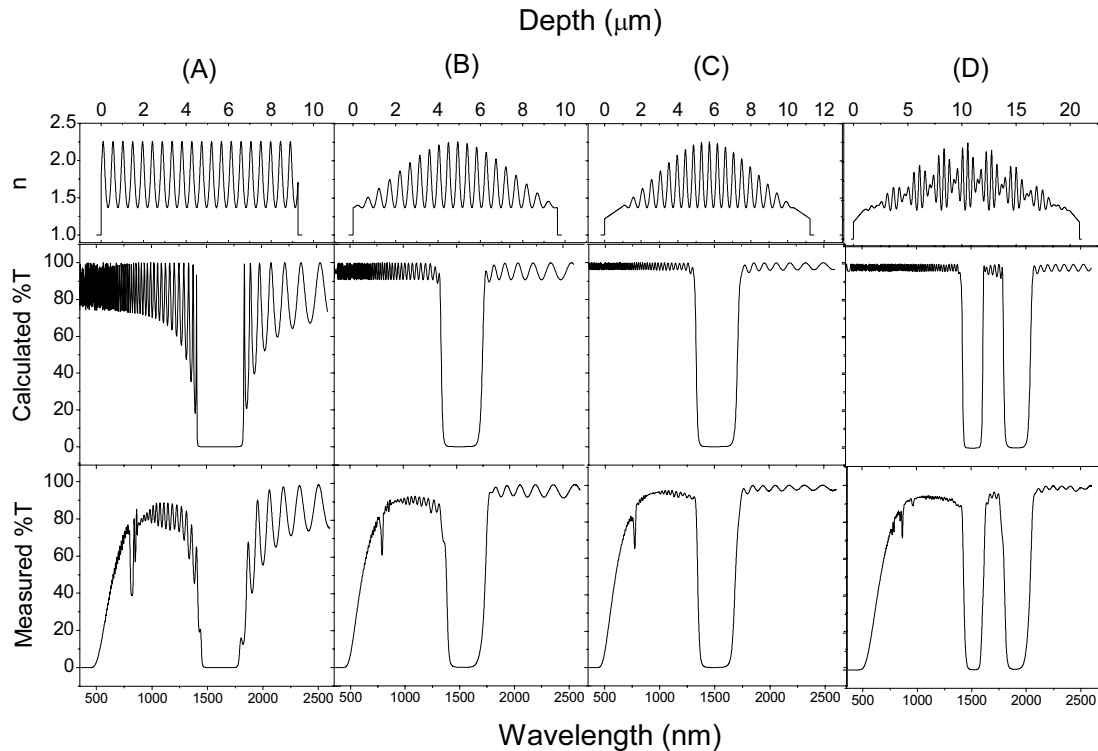 Depth (μm)
(A) (B) (C) (D)
0 2 4 6 8 10 0 2 4 6 8 10 0 2 4 6 8 10 12 0 5 10 15 20
n
2.5
2.0
1.5
1.0
Calculated %T
100
80
60
40
20
0
Measured %T
100
80
60
40
20
0
500 1000 1500 2000 2500 500 1000 1500 2000 2500 500 1000 1500 2000 2500 500 1000 1500 2000 2500
Wavelength (nm)